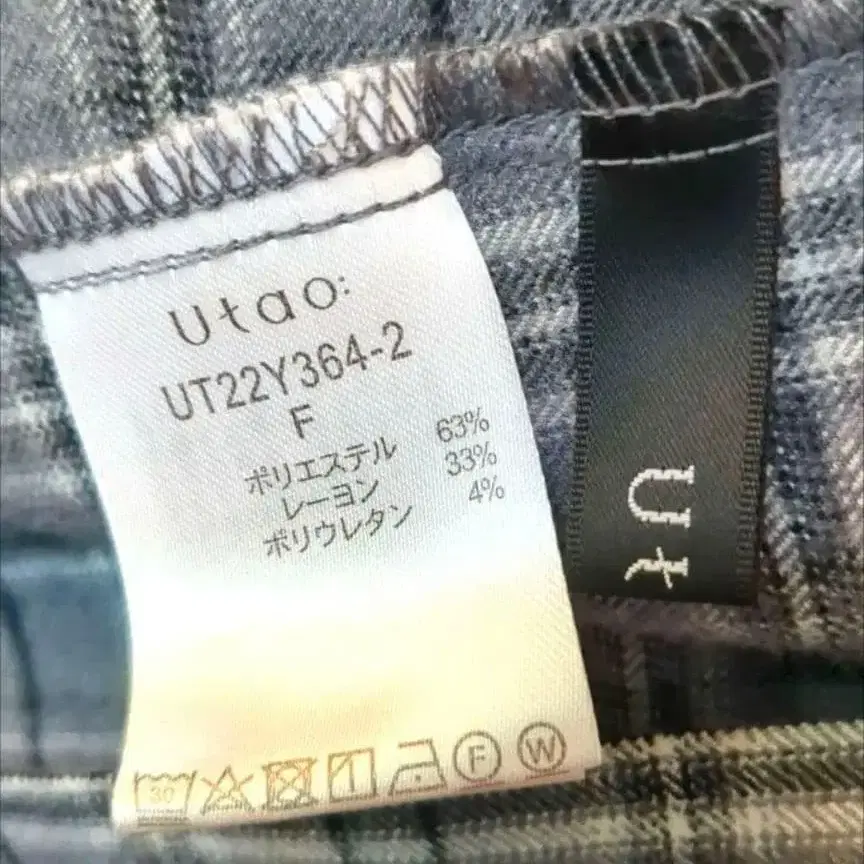 Utao:
UT22Y364-2
F
ポリエステル 63%
レーヨン 33%
ポリウレタン 4%
30
F
W
Ut